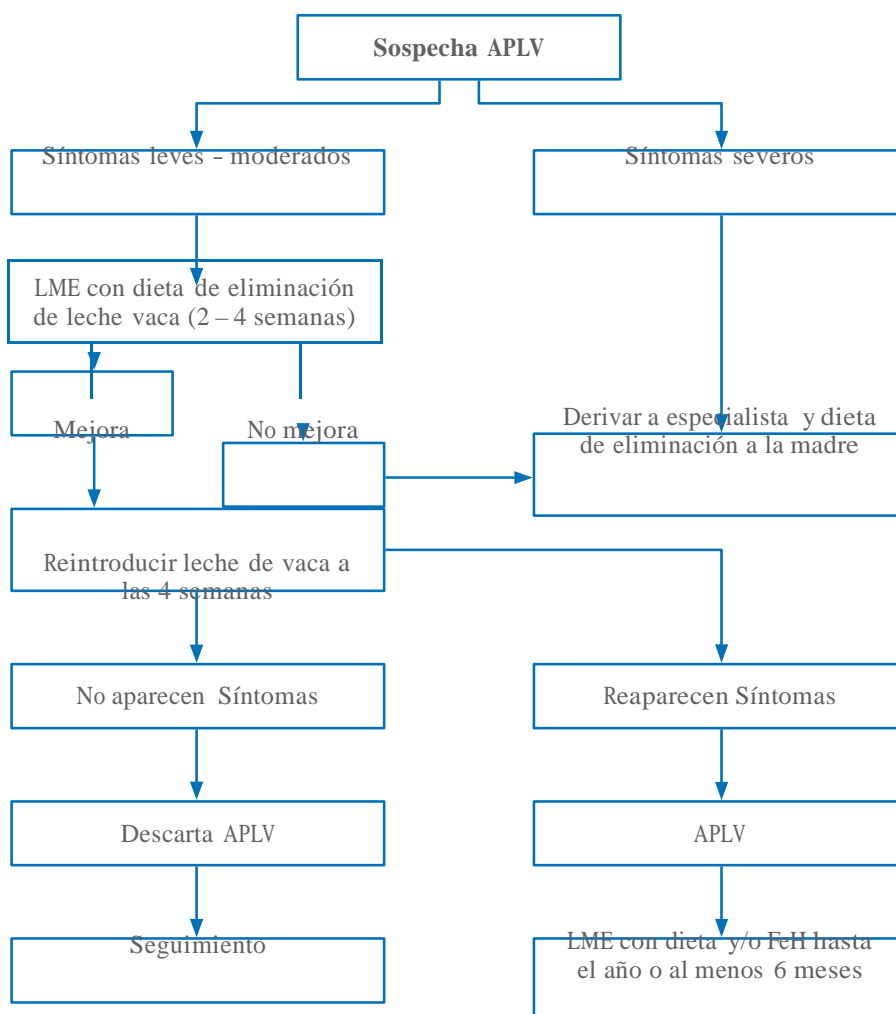 Sospecha APLV
Síntomas leves – moderados
Síntomas severos
LME con dieta de eliminación
de leche vaca (2 – 4 semanas)
Mejora
No mejora
Derivar a especialista y dieta
de eliminación a la madre
Reintroducir leche de vaca a
las 4 semanas
No aparecen Síntomas
Reaparecen Síntomas
Descarta APLV
APLV
Seguimiento
LME con dieta y/o FeH hasta
el año o al menos 6 meses